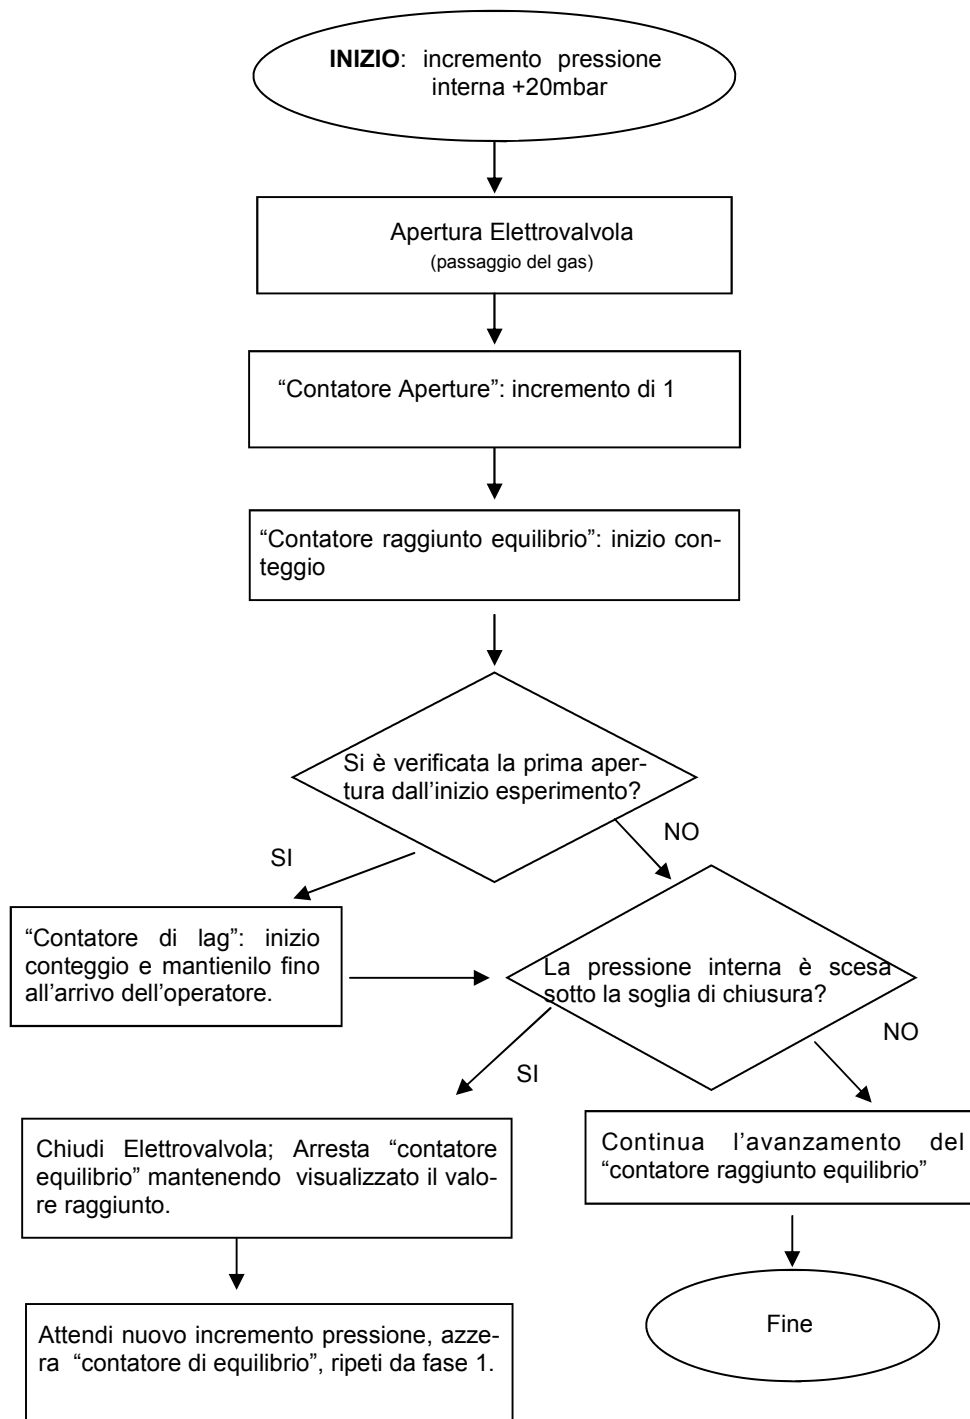 INIZIO: incremento pressione
interna +20mbar
Apertura Elettrovalvola
(passaggio del gas)
“Contatore Aperture”: incremento di 1
“Contatore raggiunto equilibrio”: inizio con-
teggio
Si è verificata la prima aper-
tura dall’inizio esperimento?
SI
NO
“Contatore di lag”: inizio
conteggio e mantienilo fino
all’arrivo dell’operatore.
La pressione interna è scesa
sotto la soglia di chiusura?
SI
NO
Chiudi Elettrovalvola; Arresta “contatore
equilibrio” mantenendo visualizzato il valo-
re raggiunto.
Continua l’avanzamento del
“contatore raggiunto equilibrio”
Attendi nuovo incremento pressione, azze-
ra “contatore di equilibrio”, ripeti da fase 1.
Fine